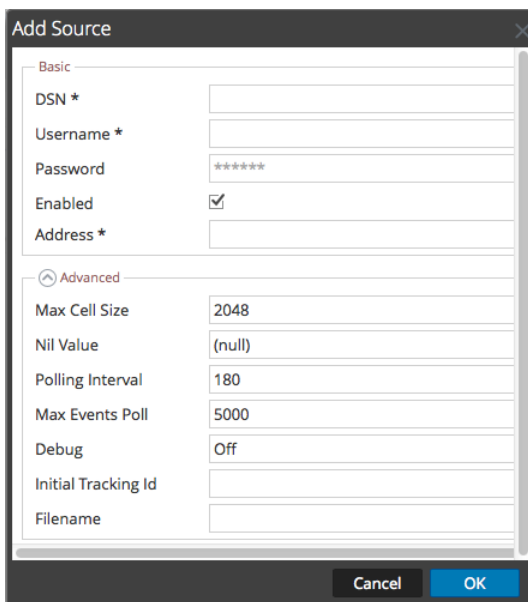 Add Source
Basic
DSN *
Username *
Password ******
Enabled
Address *
Advanced
Max Cell Size 2048
Nil Value (null)
Polling Interval 180
Max Events Poll 5000
Debug Off
Initial Tracking Id
Filename
Cancel OK